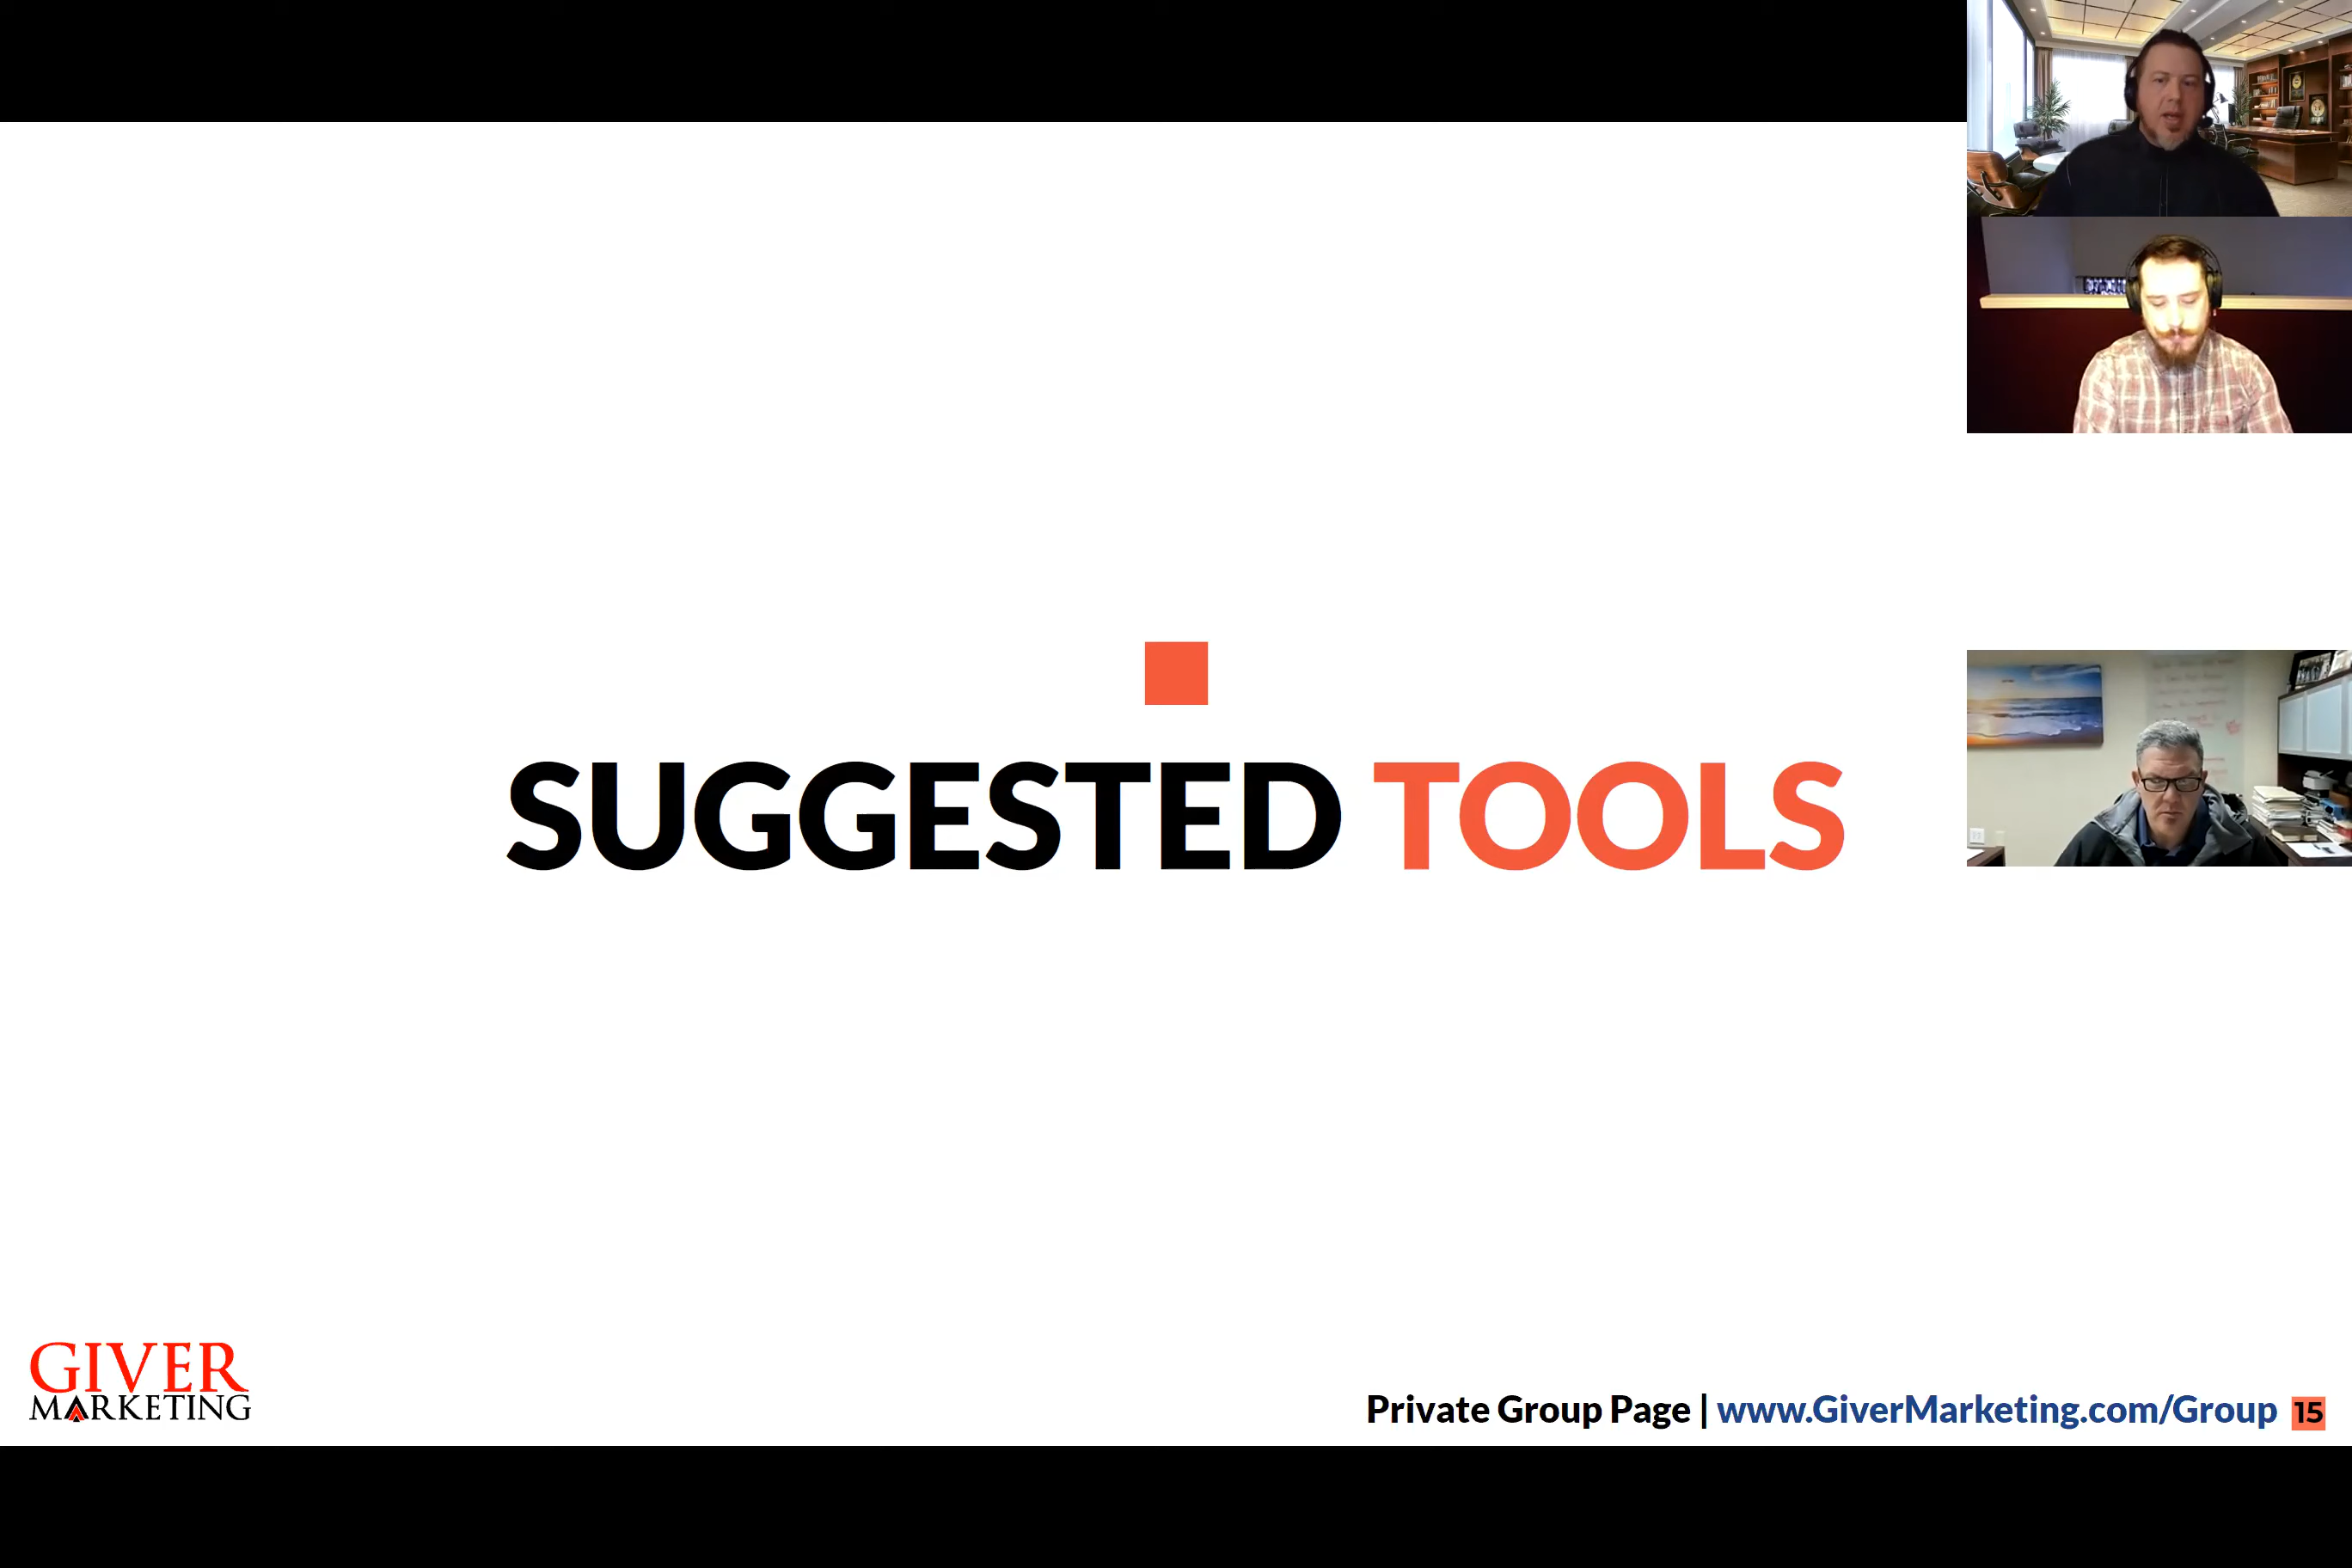 SUGGESTED TOOLS
GIVER
MARKETING
Private Group Page | www.GiverMarketing.com/Group 15